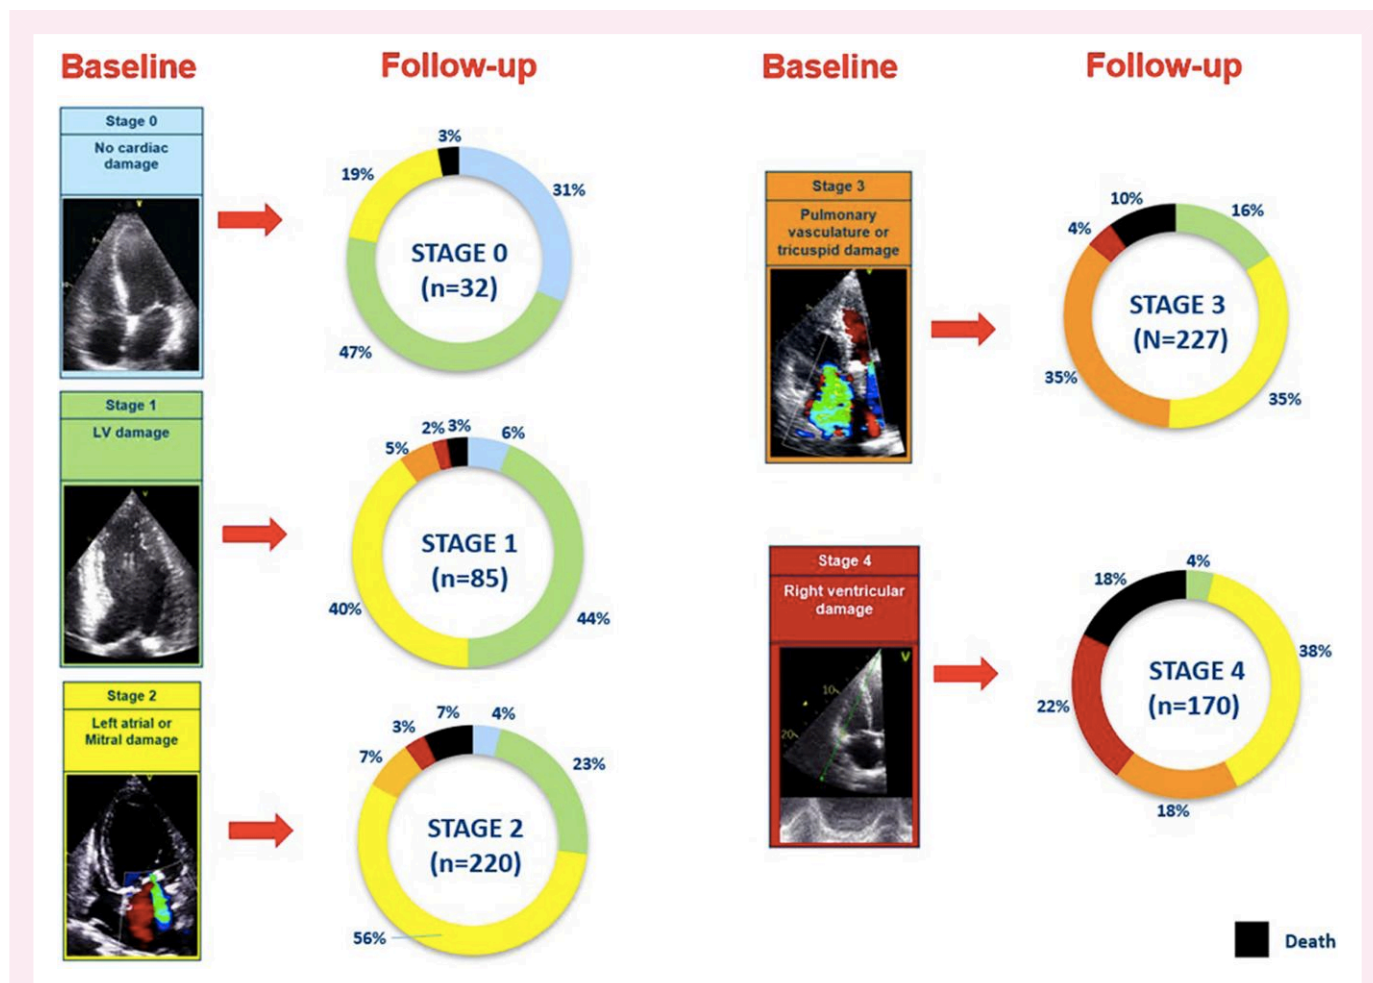 Baseline
Follow-up
Stage 0
No cardiac
damage
3%
31%
47%
19%
STAGE 0
(n=32)
Stage 1
LV damage
5%
2%
3%
6%
44%
40%
STAGE 1
(n=85)
Stage 2
Left atrial or
Mitral damage
3%
7%
4%
7%
23%
56%
STAGE 2
(n=220)
Baseline
Follow-up
Stage 3
Pulmonary
vasculature or
tricuspid damage
10%
16%
4%
35%
35%
STAGE 3
(N=227)
Stage 4
Right ventricular
damage
V
10
20
18%
4%
38%
22%
18%
STAGE 4
(n=170)
Death